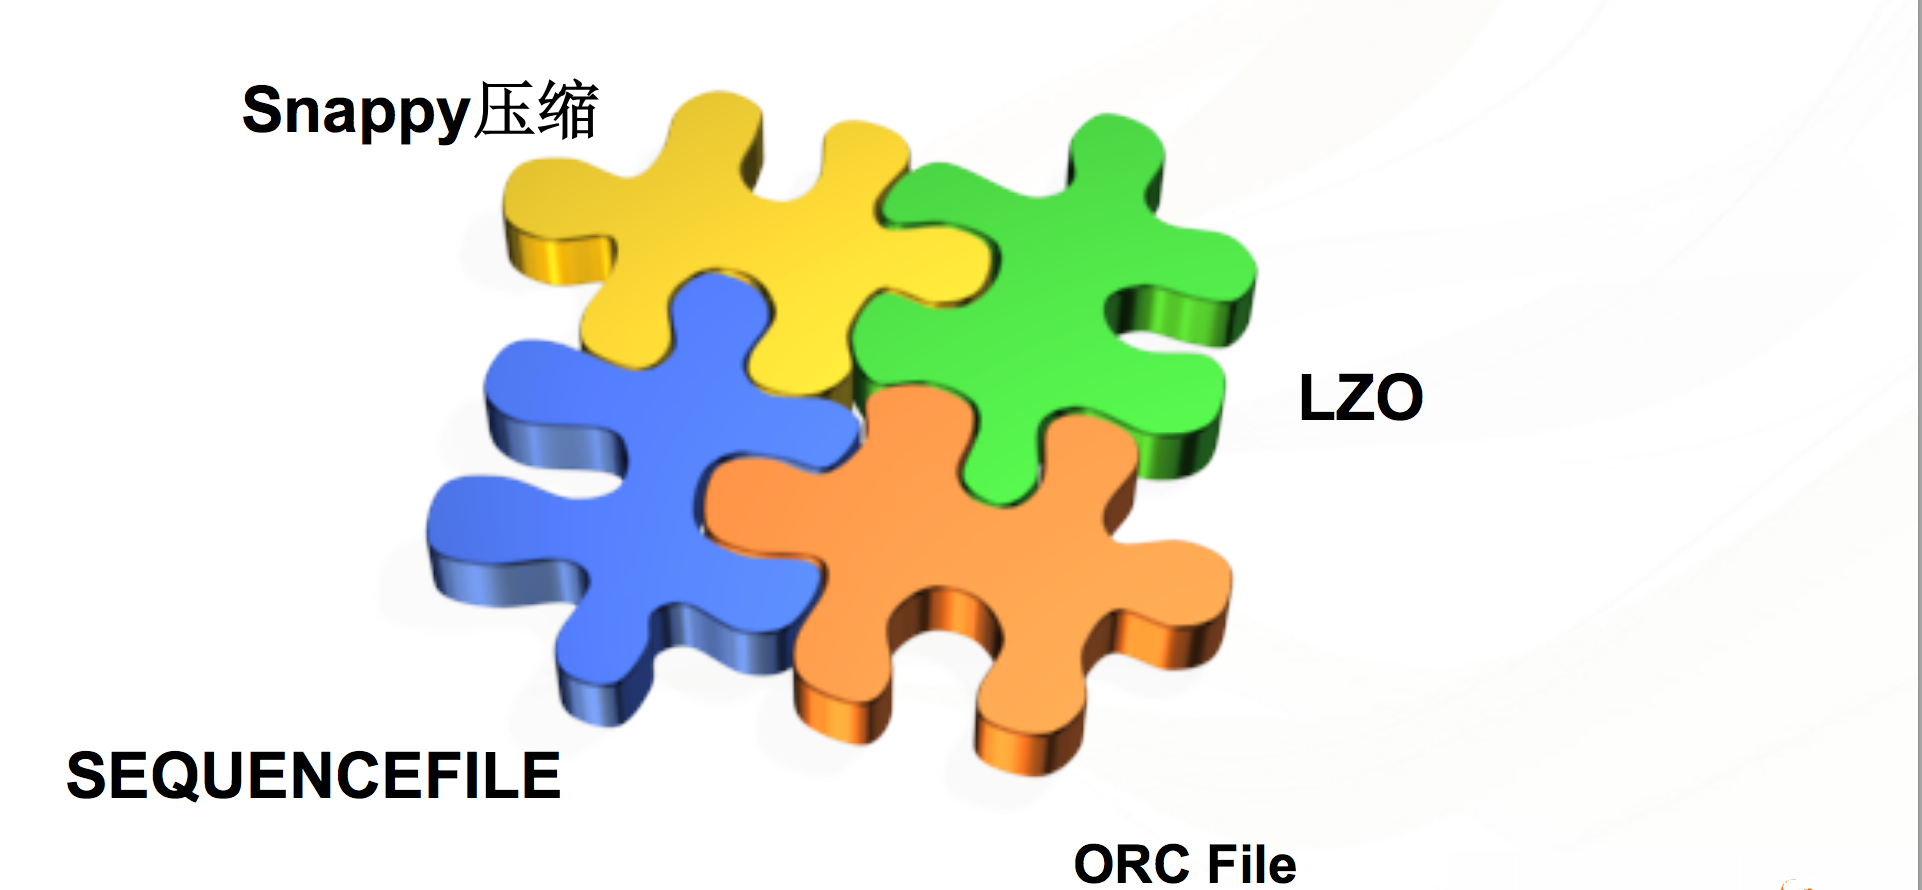 Snappy压缩
LZO
SEQUENCEFILE
ORC File